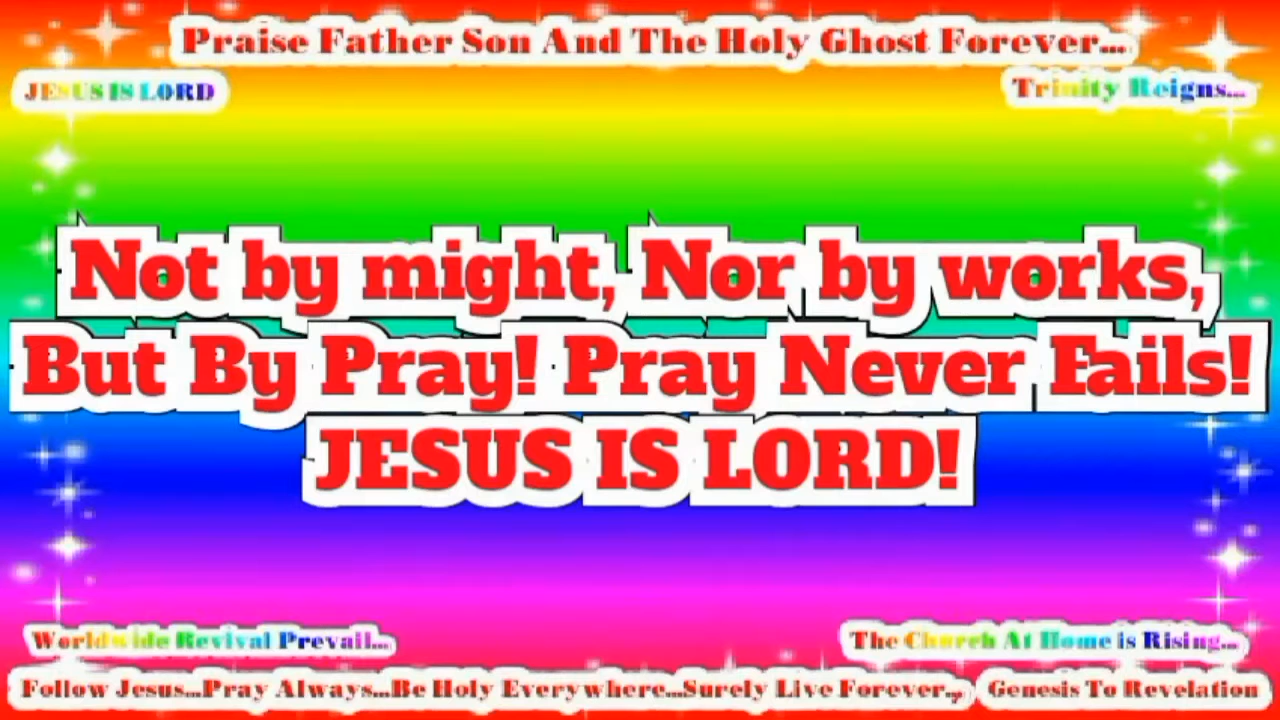 Praise Father Son And The Holy Ghost Forever...
JESUS IS LORD
Trinity Reigns...
Not by might, Nor by works,
But By Pray! Pray Never Fails!
JESUS IS LORD!
Worldwide Revival Prevail...
The Church At Home is Rising...
Follow Jesus...Pray Always...Be Holy Everywhere...Surely Live Forever..,
Genesis To Revelation